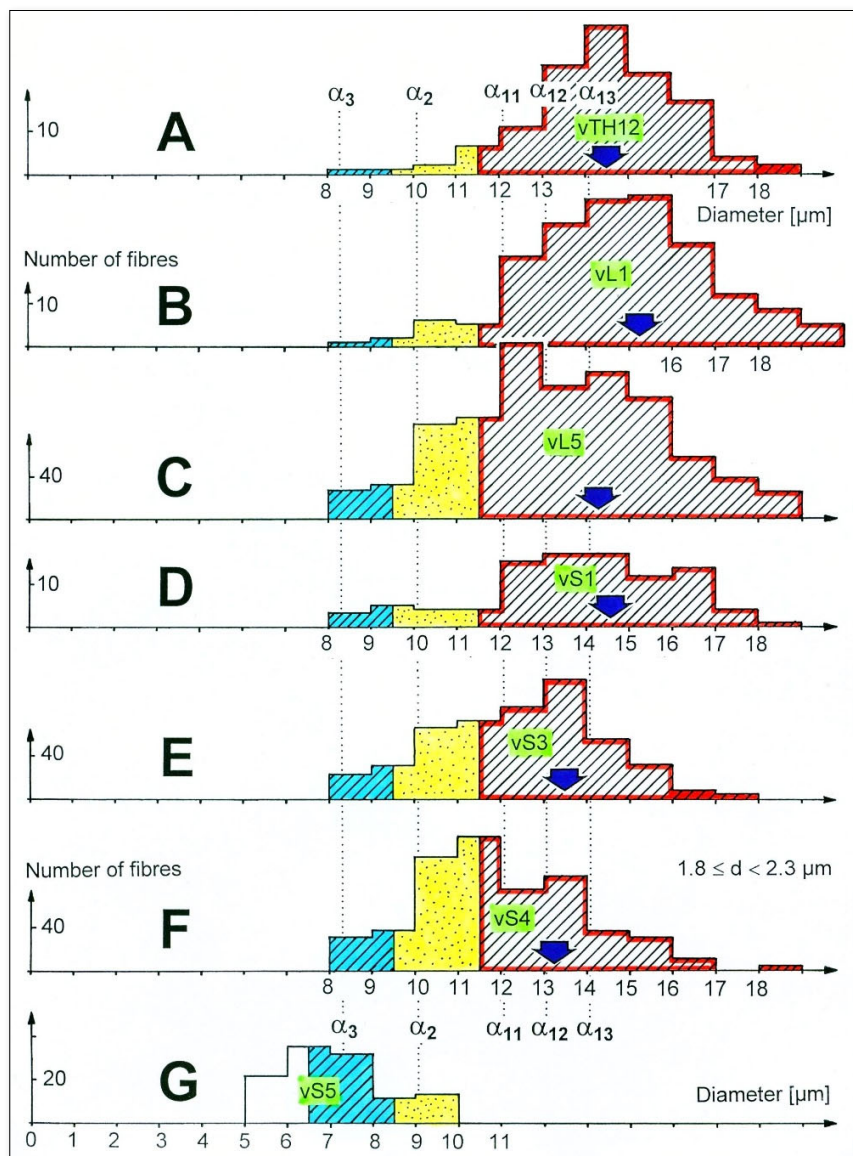 α3 α2 α11 α12 α13
10 A vTH12
8 9 10 11 12 13 17 18
Diameter [µm]
Number of fibres
10 B vL1
16 17 18
40 C vL5
10 D vS1
8 9 10 11 12 13 14 15 16 17 18
40 E vS3
Number of fibres 1.8 ≤ d < 2.3 µm
40 F vS4
8 9 10 11 12 13 14 15 16 17 18
α3 α2 α11 α12 α13
20 G vS5 Diameter [µm]
0 1 2 3 4 5 6 7 8 9 10 11